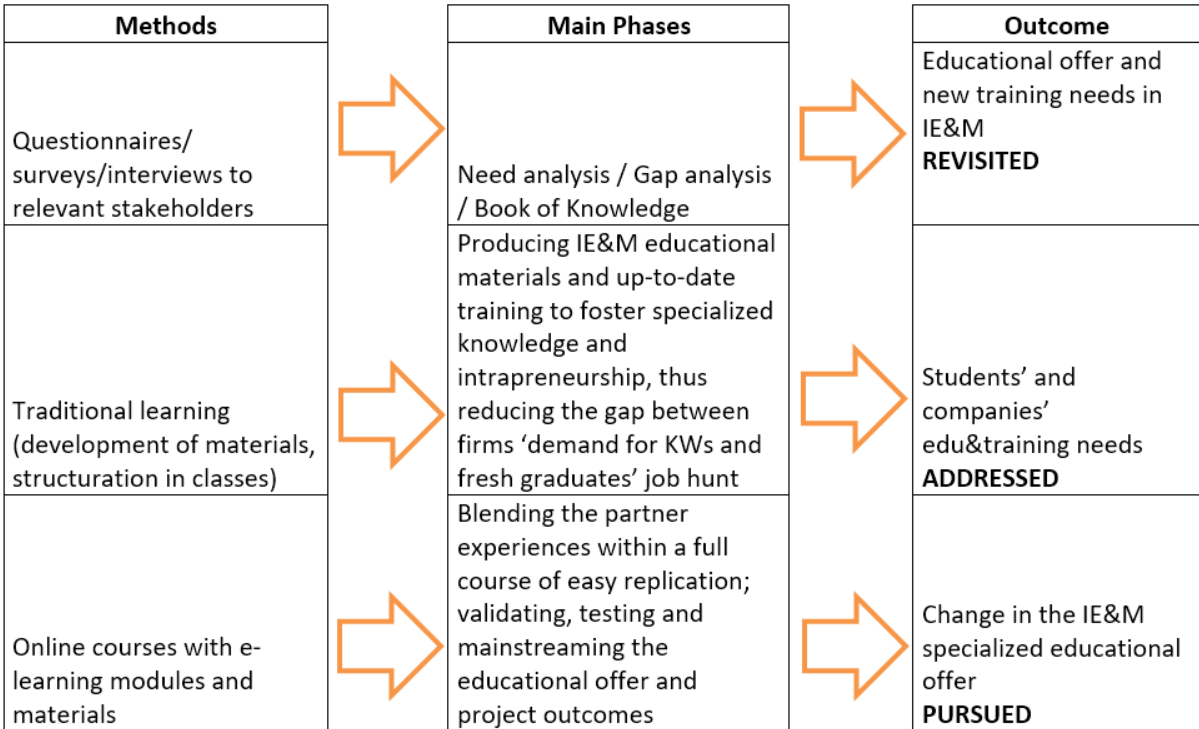 Methods
Main Phases
Outcome
Questionnaires/
surveys/interviews to
relevant stakeholders
Need analysis / Gap analysis
/ Book of Knowledge
Educational offer and
new training needs in
IE&M
REVISITED
Traditional learning
(development of materials,
structuration in classes)
Producing IE&M educational
materials and up-to-date
training to foster specialized
knowledge and
intrapreneurship, thus
reducing the gap between
firms ‘demand for KWs and
fresh graduates’ job hunt
Students’ and
companies’
edu&training needs
ADDRESSED
Online courses with e-
learning modules and
materials
Blending the partner
experiences within a full
course of easy replication;
validating, testing and
mainstreaming the
educational offer and
project outcomes
Change in the IE&M
specialized educational
offer
PURSUED